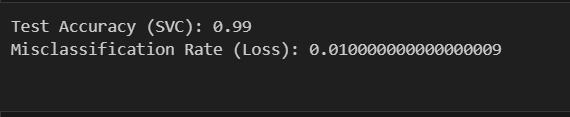 Test Accuracy (SVC): 0.99
Misclassification Rate (Loss): 0.010000000000000009